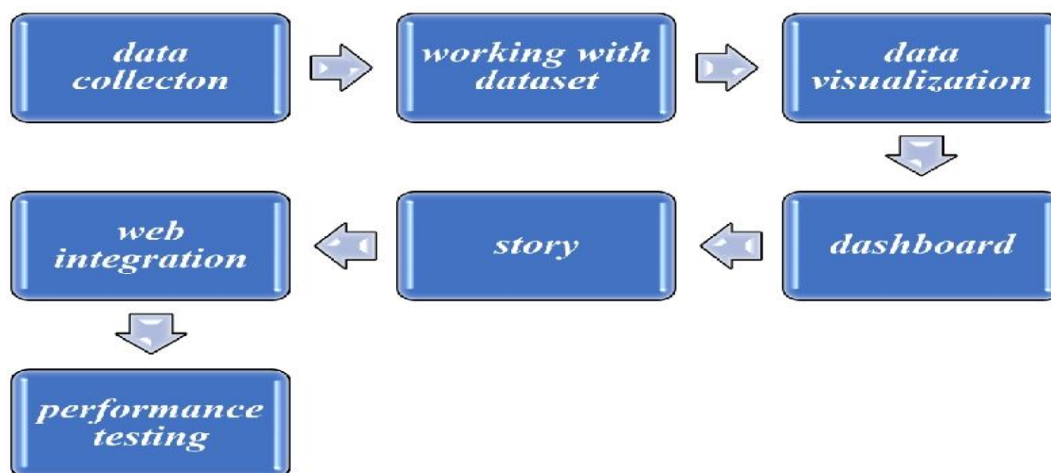 data
collecton
working with
dataset
data
visualization
dashboard
story
web
integration
performance
testing